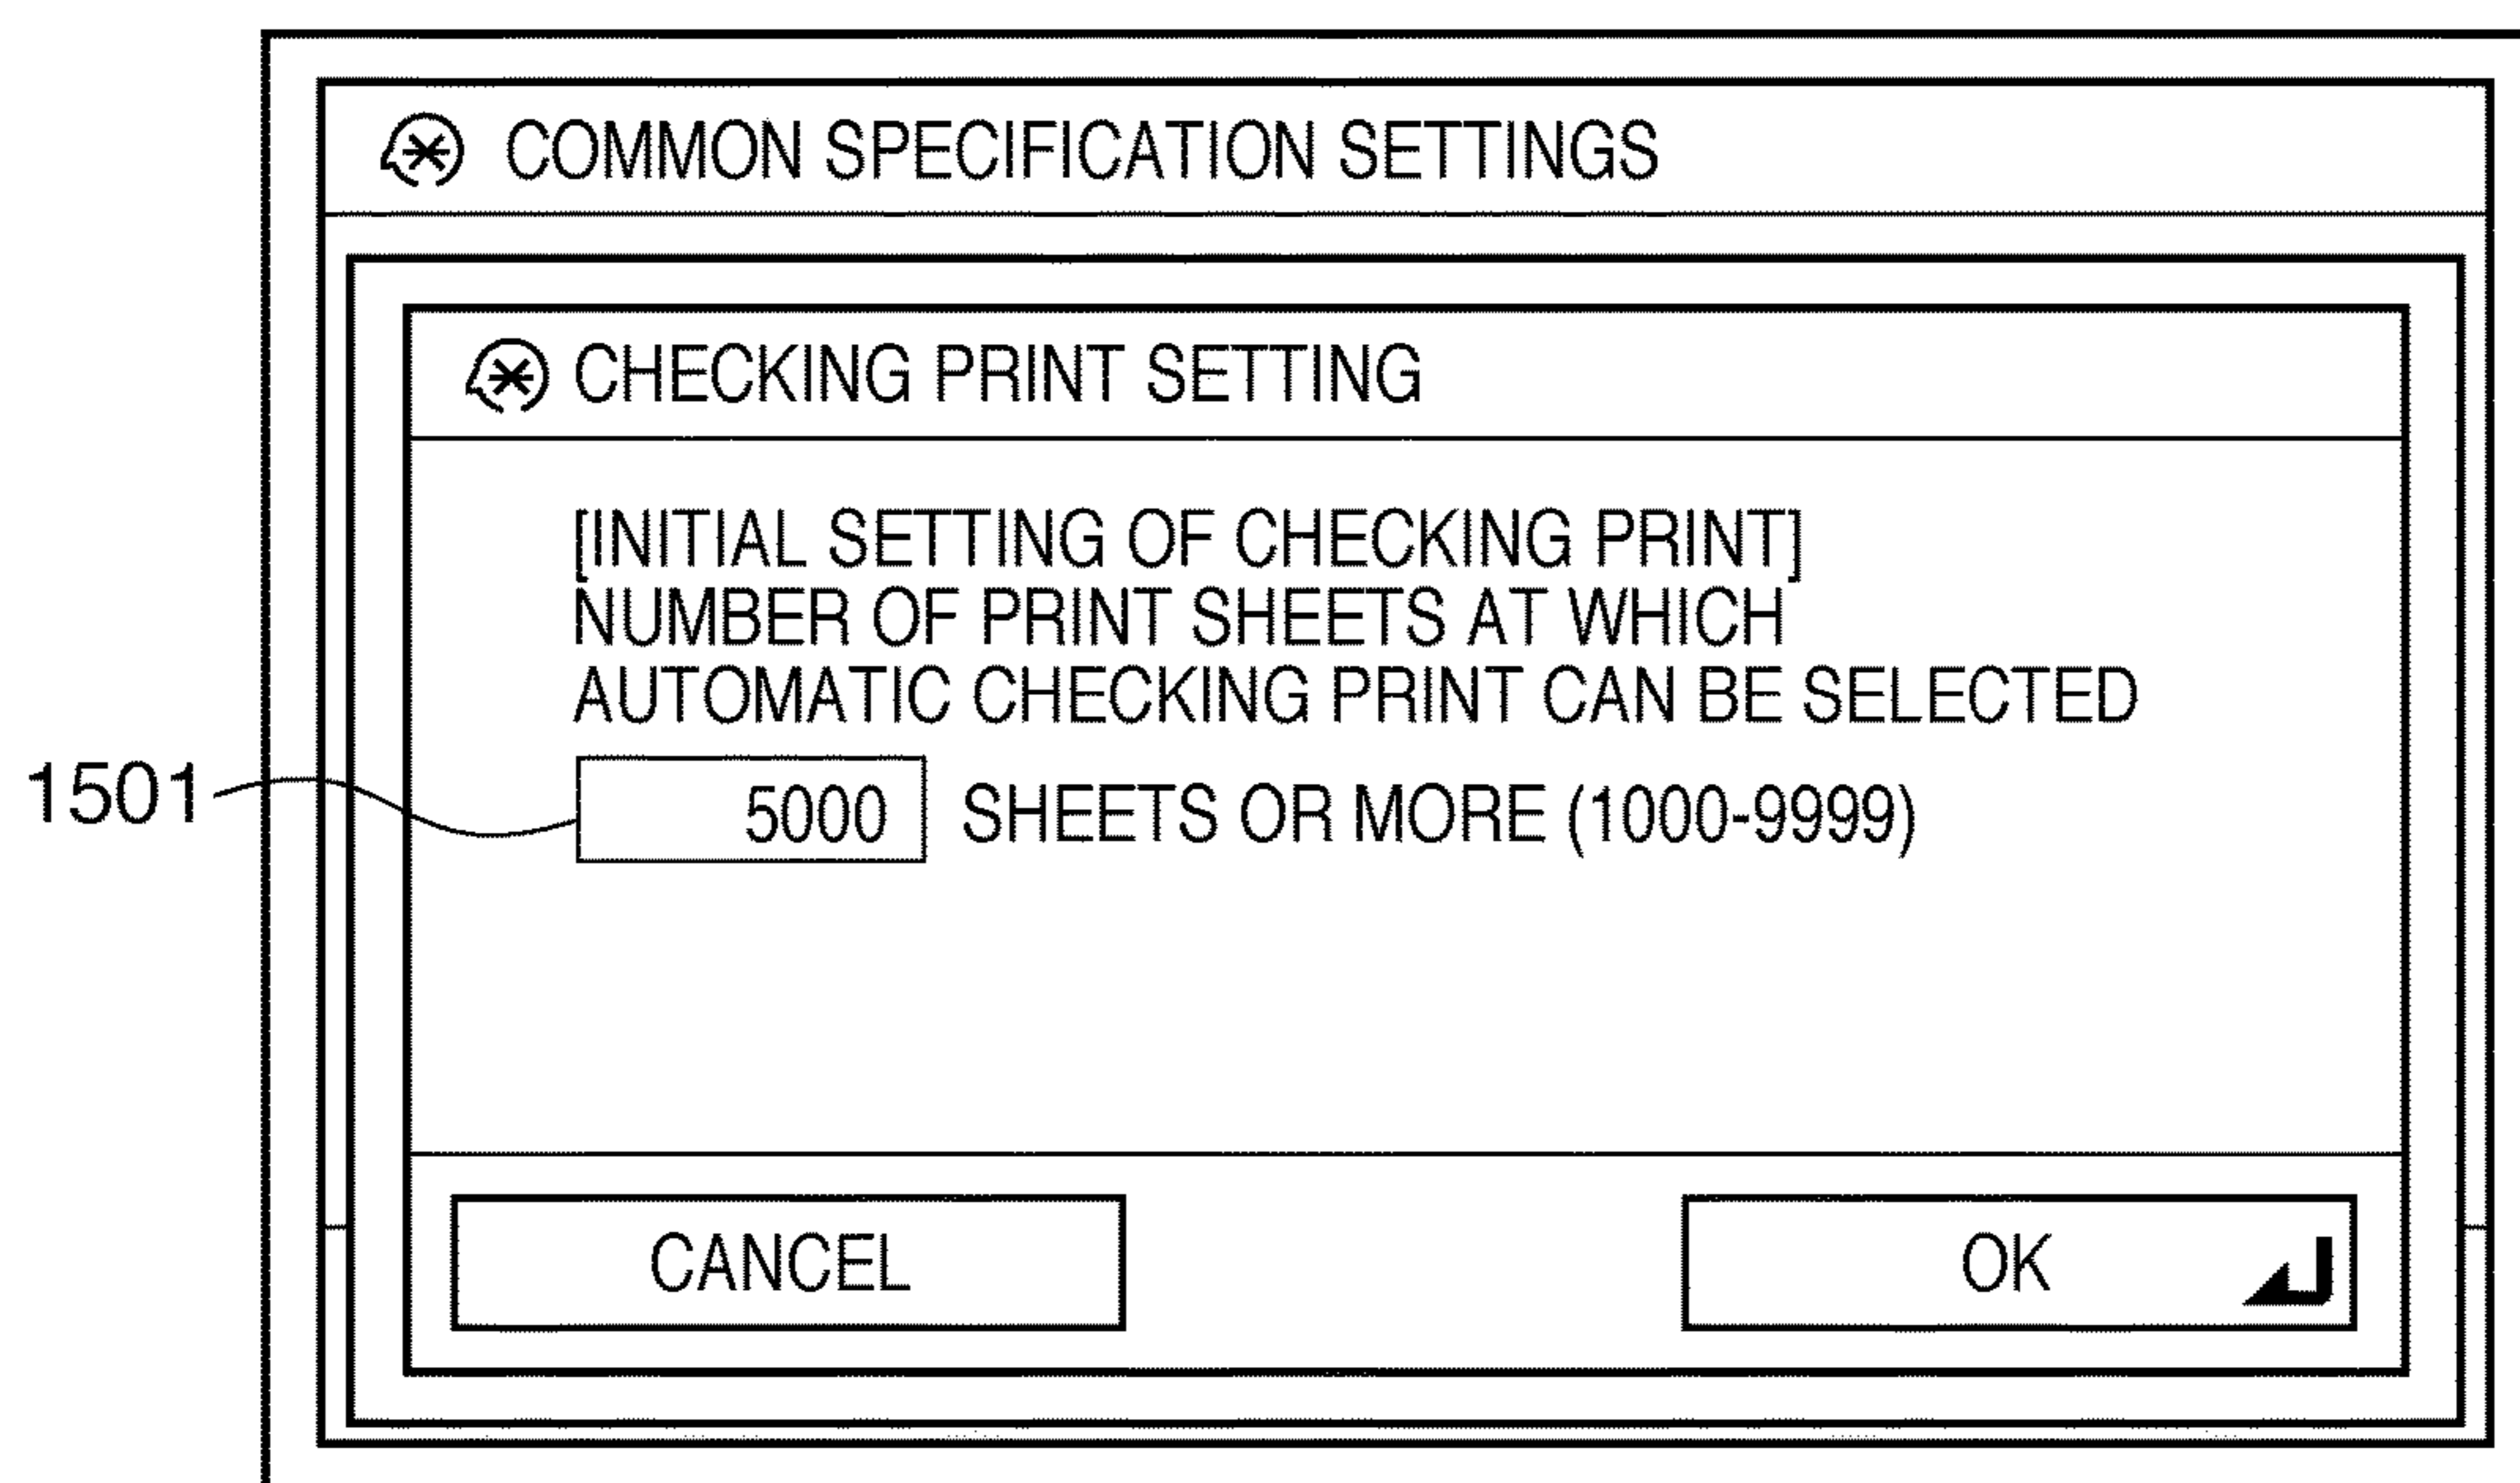 COMMON SPECIFICATION SETTINGS
CHECKING PRINT SETTING
[INITIAL SETTING OF CHECKING PRINT]
NUMBER OF PRINT SHEETS AT WHICH
AUTOMATIC CHECKING PRINT CAN BE SELECTED
1501
5000 SHEETS OR MORE (1000-9999)
CANCEL OK